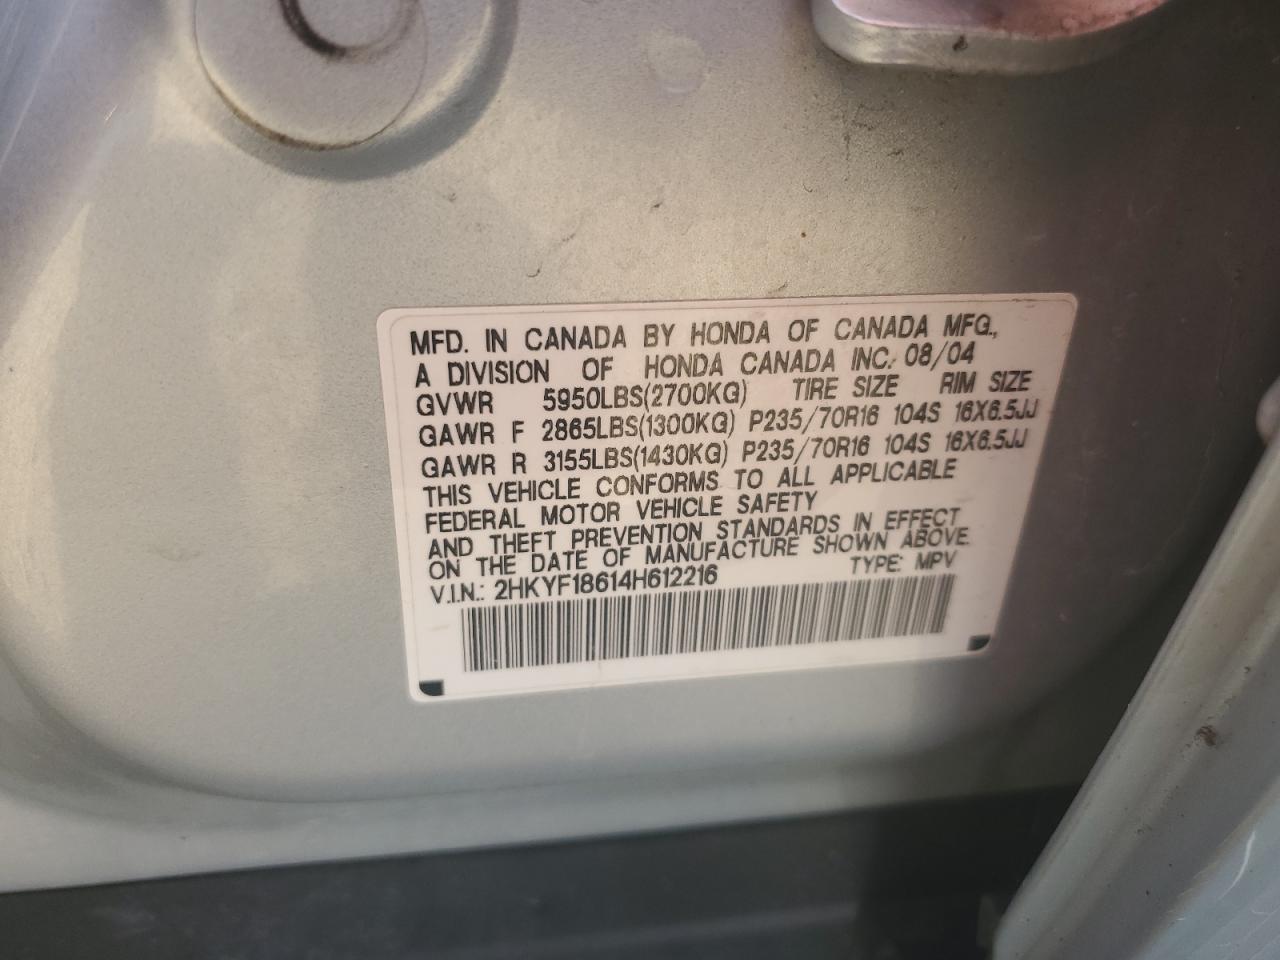 MFD. IN CANADA BY HONDA OF CANADA MFG.,
A DIVISION OF HONDA CANADA INC. 08/04
GVWR 5950LBS(2700KG) TIRE SIZE RIM SIZE
GAWR F 2865LBS(1300KG) P235/70R16 104S 16X6.5JJ
GAWR R 3155LBS(1430KG) P235/70R16 104S 16X6.5JJ
THIS VEHICLE CONFORMS TO ALL APPLICABLE
FEDERAL MOTOR VEHICLE SAFETY
AND THEFT PREVENTION STANDARDS IN EFFECT
ON THE DATE OF MANUFACTURE SHOWN ABOVE.
V.I.N.: 2HKYF18614H612216 TYPE: MPV